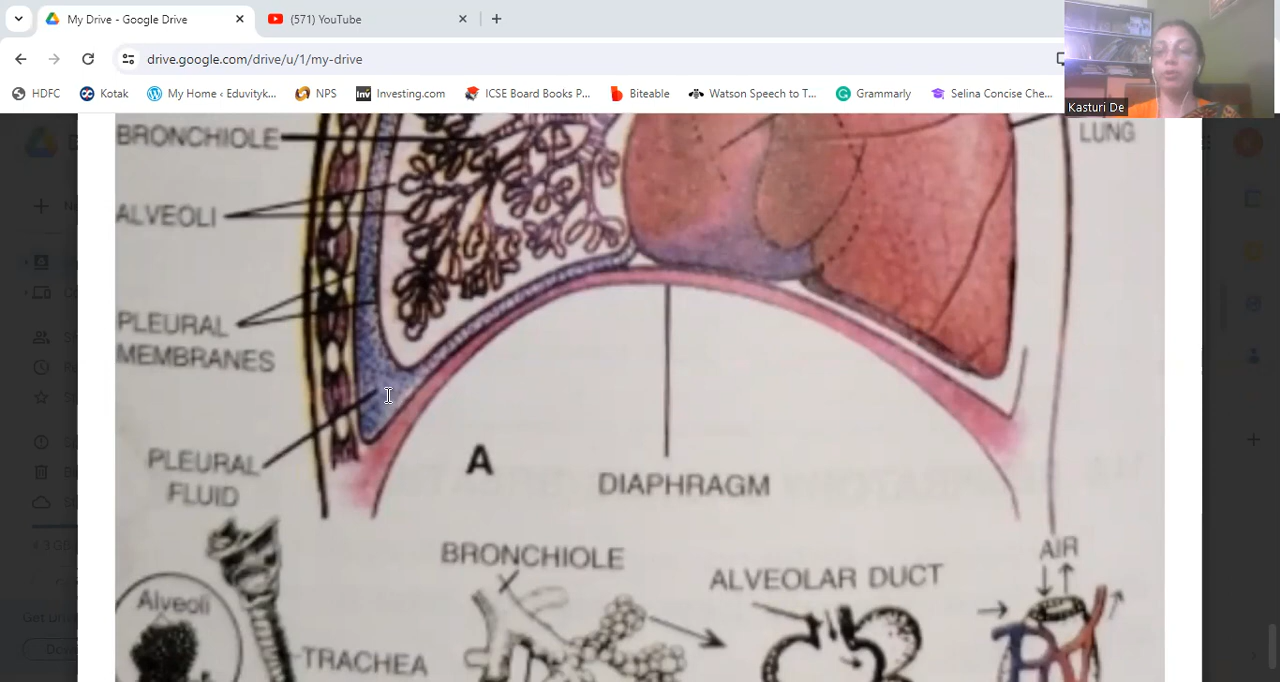 My Drive - Google Drive
(571) YouTube
drive.google.com/drive/u/1/my-drive
HDFC
Kotak
My Home ‹ Eduvityk...
NPS
Inv
Investing.com
ICSE Board Books P...
Biteable
Watson Speech to T...
Grammarly
Selina Concise Che...
Kasturi De
BRONCHIOLE
LUNG
ALVEOLI
PLEURAL
MEMBRANES
PLEURAL
FLUID
A
DIAPHRAGM
BRONCHIOLE
ALVEOLAR DUCT
AIR
Alveoli
TRACHEA